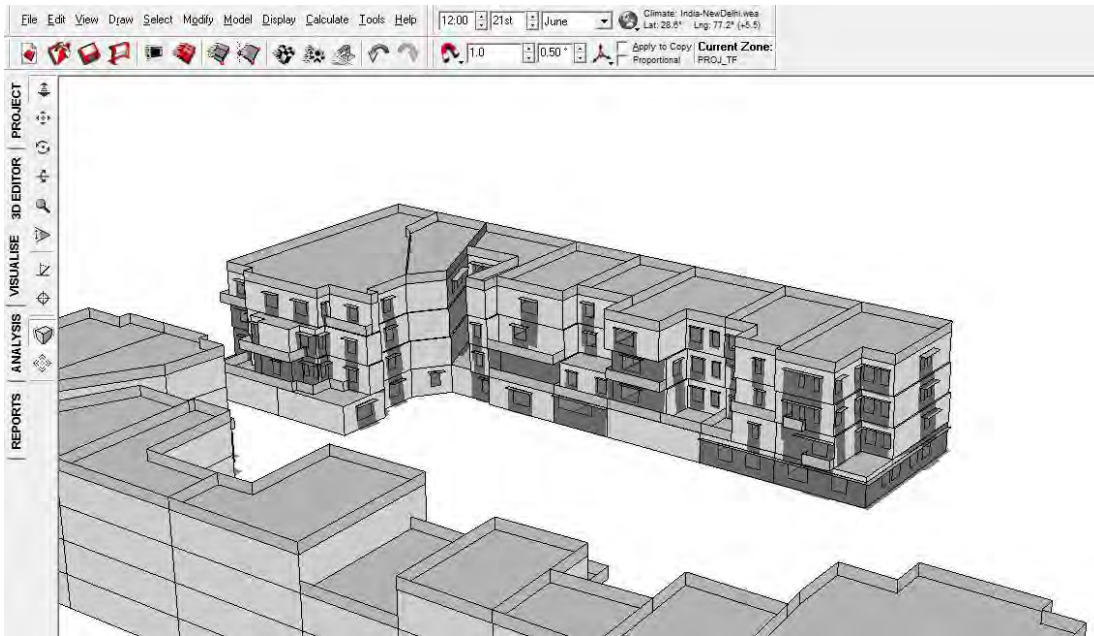 File Edit View Draw Select Modify Model Display Calculate Tools Help
12:00 21st June
Climate: India-NewDelhi.wea
Lat: 28.6° Lng: 77.2° (+5.5)
1.0 0.50 °
Apply to Copy
Proportional
Current Zone:
PROJ_TF
PROJECT
3D EDITOR
VISUALISE
ANALYSIS
REPORTS